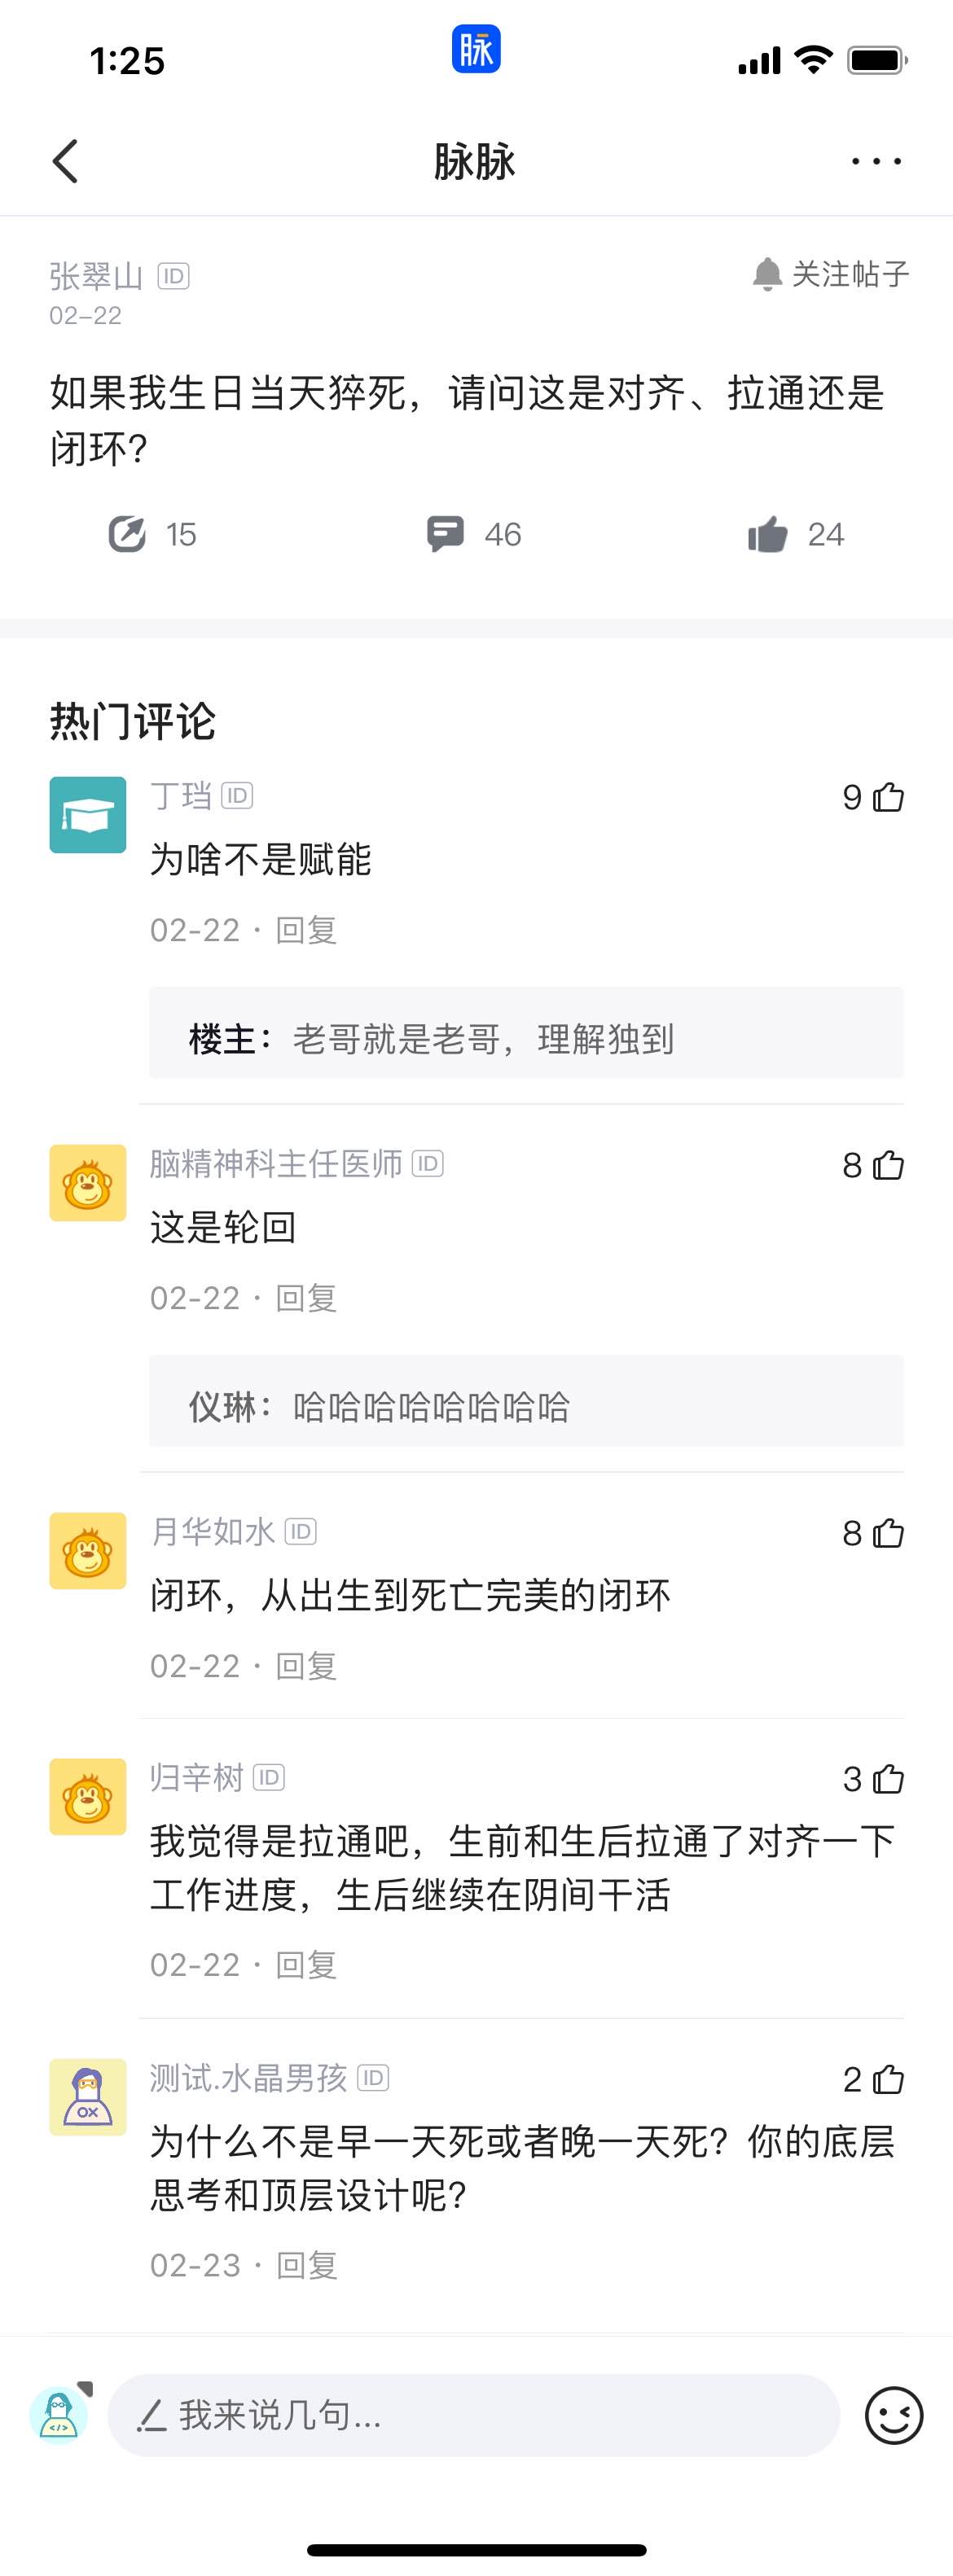 1:25
脉
脉脉
张翠山 ID
关注帖子
02-22
如果我生日当天猝死，请问这是对齐、拉通还是
闭环？
15 46 24
热门评论
丁珰 ID 9
为啥不是赋能
02-22 · 回复
楼主：老哥就是老哥，理解独到
脑精神科主任医师 ID 8
这是轮回
02-22 · 回复
仪琳：哈哈哈哈哈哈哈哈
月华如水 ID 8
闭环，从出生到死亡完美的闭环
02-22 · 回复
归辛树 ID 3
我觉得是拉通吧，生前和生后拉通了对齐一下
工作进度，生后继续在阴间干活
02-22 · 回复
OX
测试.水晶男孩 ID 2
为什么不是早一天死或者晚一天死？你的底层
思考和顶层设计呢？
02-23 · 回复
</>
我来说几句...